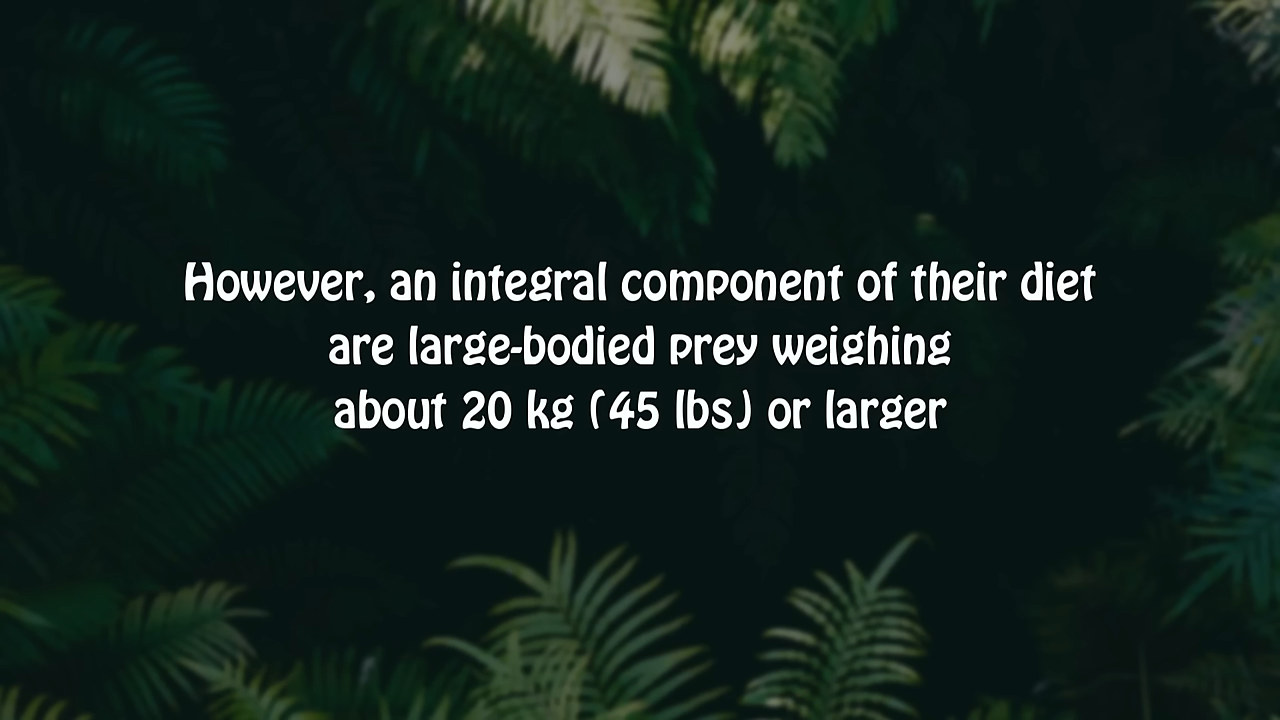 However, an integral component of their diet
are large-bodied prey weighing
about 20 kg (45 lbs) or larger